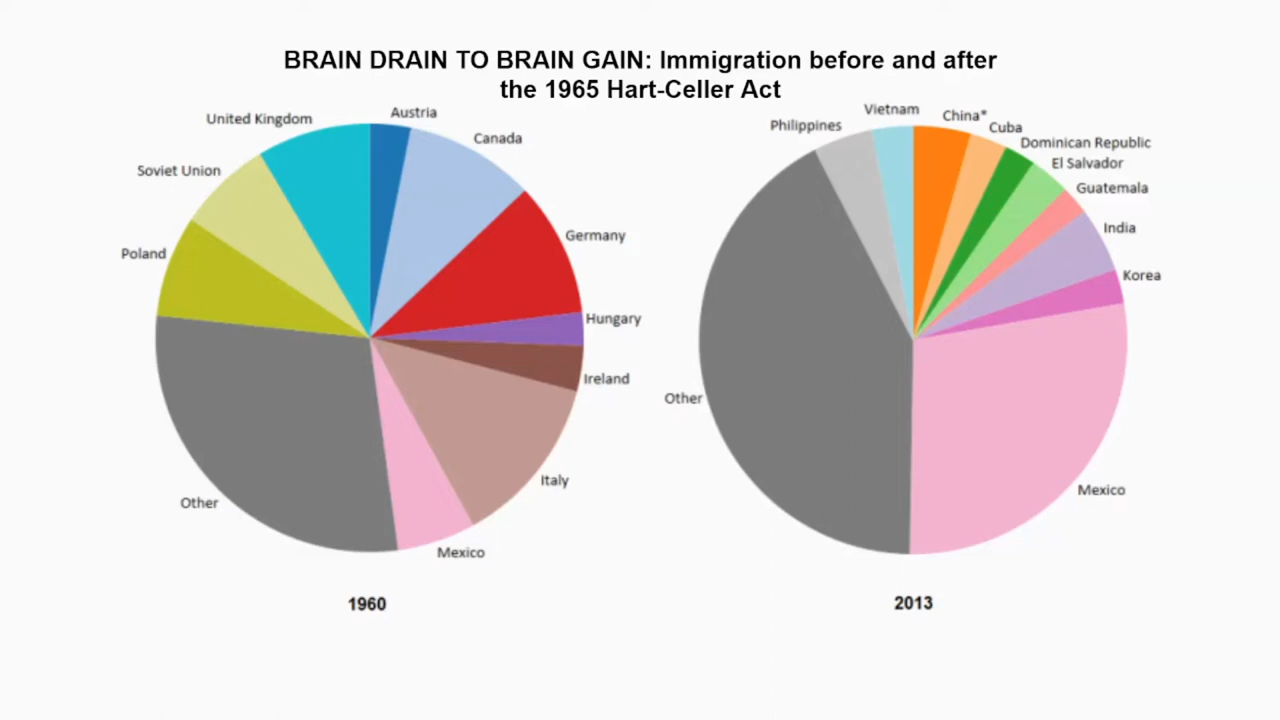 BRAIN DRAIN TO BRAIN GAIN: Immigration before and after
the 1965 Hart-Celler Act
United Kingdom
Austria
Canada
Soviet Union
Germany
Poland
Hungary
Ireland
Italy
Other
Mexico
1960
Vietnam
China*
Philippines
Cuba
Dominican Republic
El Salvador
Guatemala
India
Korea
Other
Mexico
2013